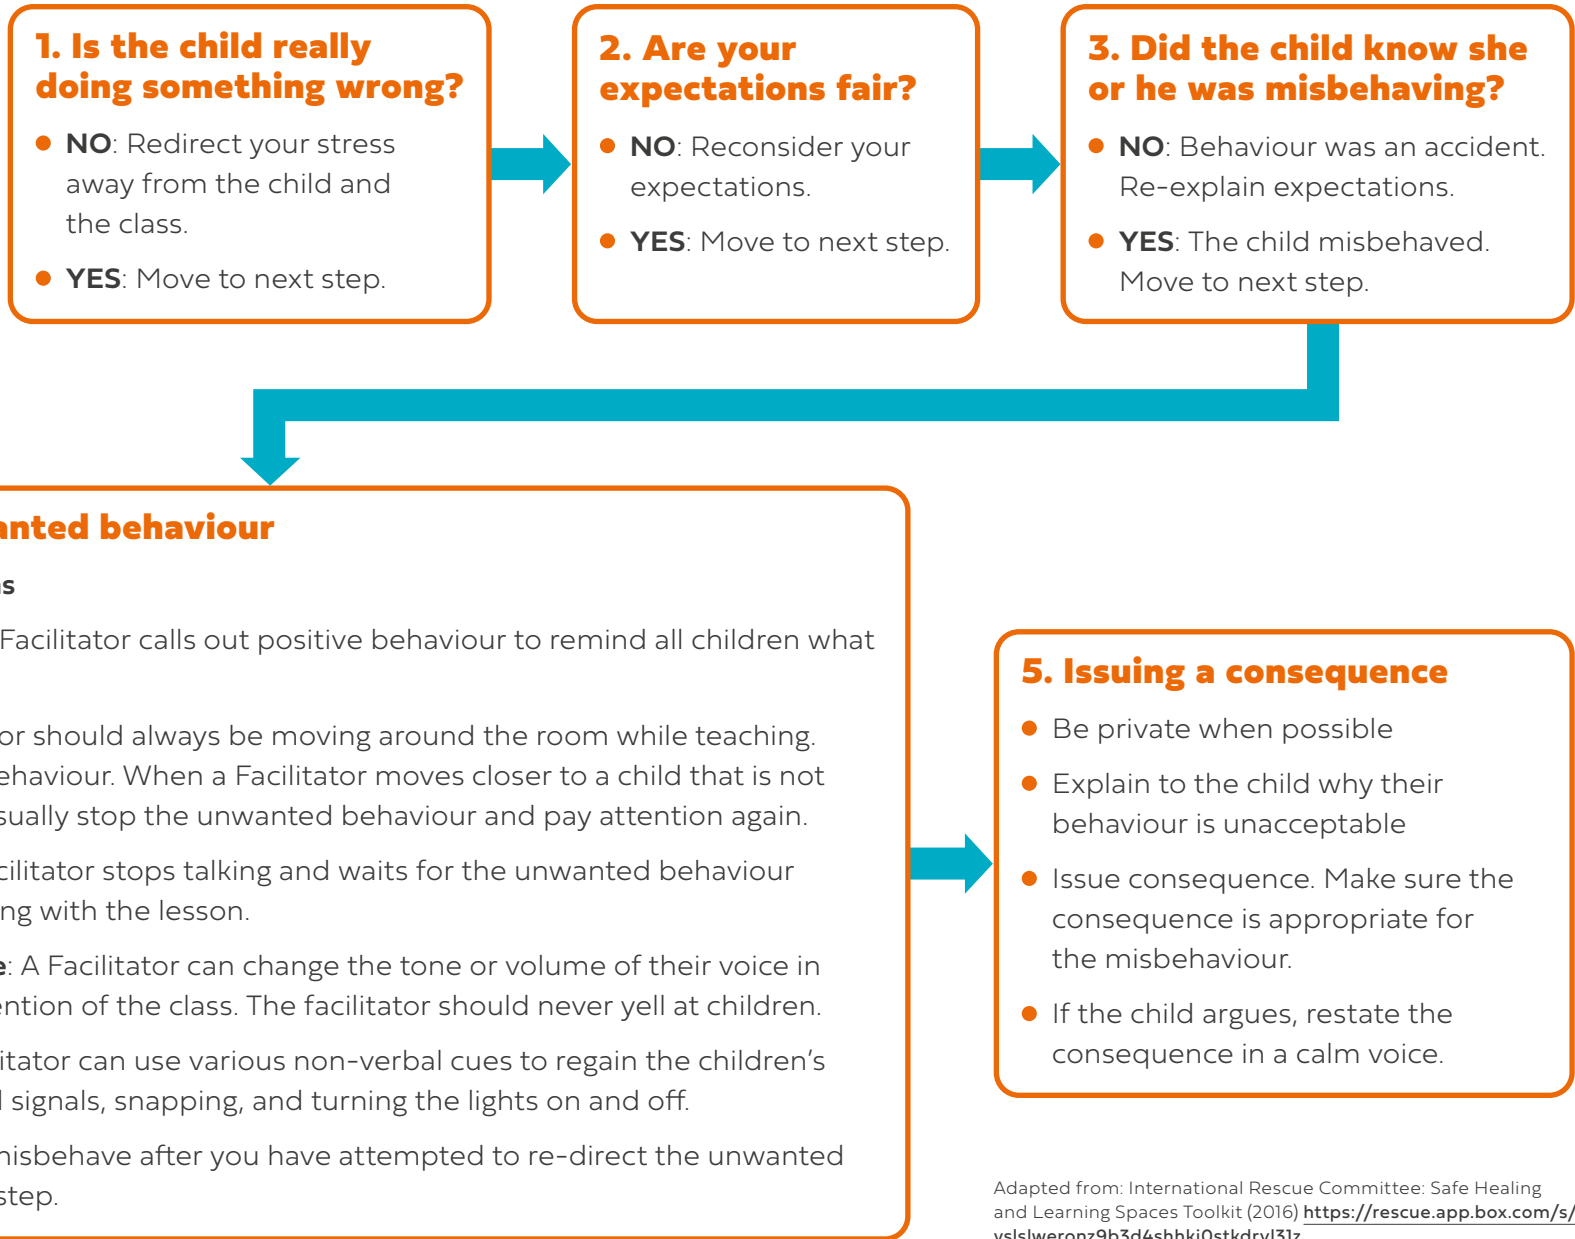 1. Is the child really
doing something wrong?
NO: Redirect your stress
away from the child and
the class.
YES: Move to next step.
2. Are your
expectations fair?
NO: Reconsider your
expectations.
YES: Move to next step.
3. Did the child know she
or he was misbehaving?
NO: Behaviour was an accident.
Re-explain expectations.
YES: The child misbehaved.
Move to next step.
anted behaviour
ns
Facilitator calls out positive behaviour to remind all children what
or should always be moving around the room while teaching.
ehaviour. When a Facilitator moves closer to a child that is not
sually stop the unwanted behaviour and pay attention again.
cilitator stops talking and waits for the unwanted behaviour
ng with the lesson.
e: A Facilitator can change the tone or volume of their voice in
ention of the class. The facilitator should never yell at children.
litator can use various non-verbal cues to regain the children’s
l signals, snapping, and turning the lights on and off.
misbehave after you have attempted to re-direct the unwanted
step.
5. Issuing a consequence
Be private when possible
Explain to the child why their
behaviour is unacceptable
Issue consequence. Make sure the
consequence is appropriate for
the misbehaviour.
If the child argues, restate the
consequence in a calm voice.
Adapted from: International Rescue Committee: Safe Healing
and Learning Spaces Toolkit (2016) https://rescue.app.box.com/s/